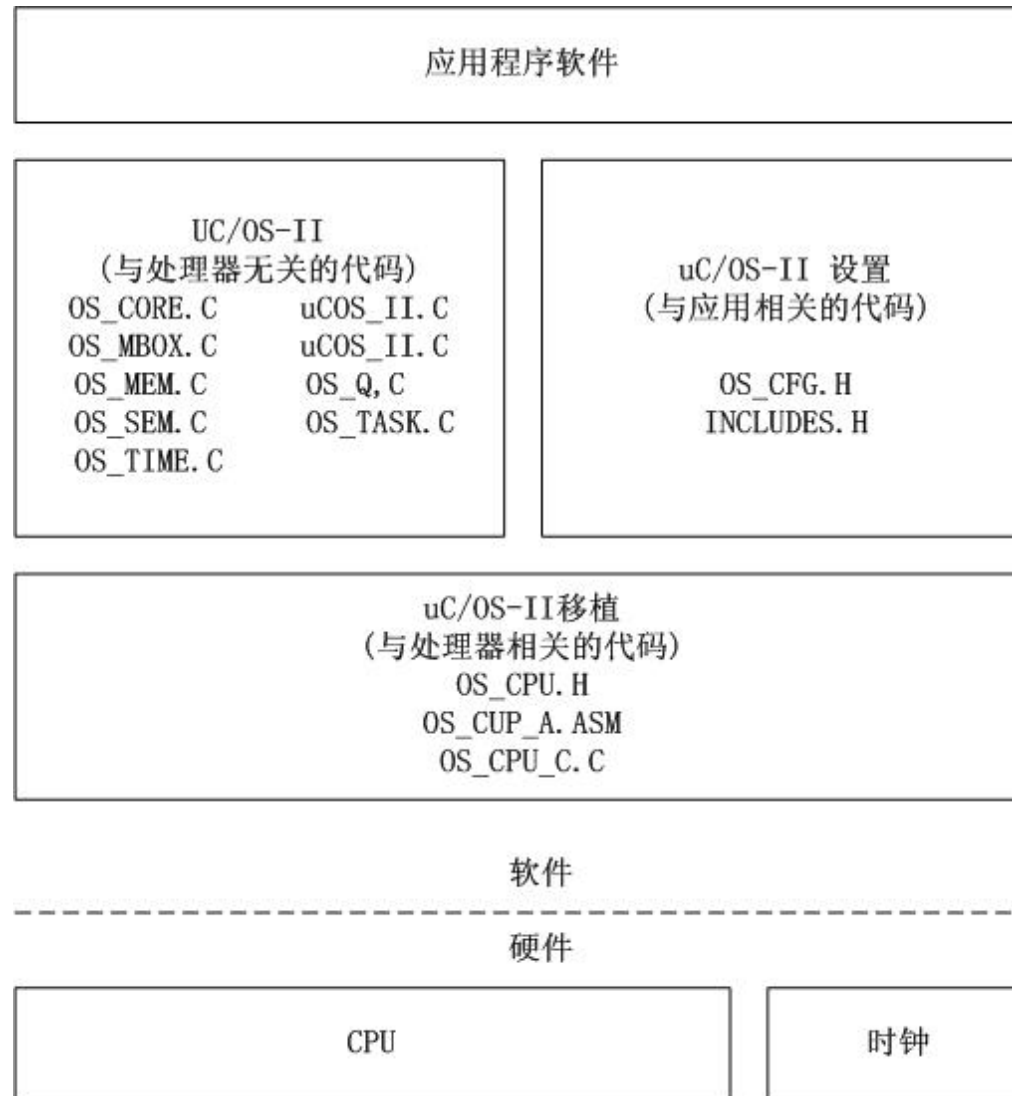 应用程序软件
UC/OS-II
(与处理器无关的代码)
OS_CORE.C uCOS_II.C
OS_MBOX.C uCOS_II.C
OS_MEM.C OS_Q,C
OS_SEM.C OS_TASK.C
OS_TIME.C
uC/OS-II 设置
(与应用相关的代码)
OS_CFG.H
INCLUDES.H
uC/OS-II移植
(与处理器相关的代码)
OS_CPU.H
OS_CUP_A.ASM
OS_CPU_C.C
软件
硬件
CPU
时钟